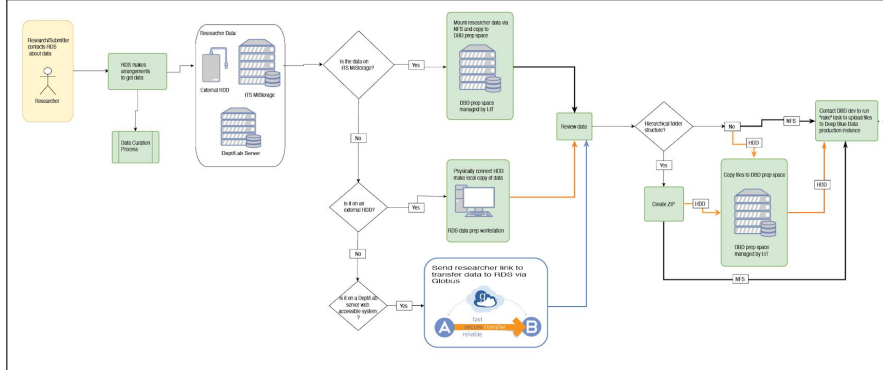 Research/Submitter
contacts RDS
about data
Researcher
RDS makes
arrangements
to get data
Data Curation
Process
Researcher Data:
External HDD
ITS MiStorage
Dept/Lab Server
Is the data on
ITS MiStorage?
Yes
No
Mount researcher data via
NFS and copy to
DBD prep space
DBD prep space
managed by LIT
Is it on an
external HDD?
Yes
No
Physically connect HDD
make local copy of data
RDS data prep workstation
Is it on a Dept/Lab
server web
accessible system
?
Yes
Send researcher link to
transfer data to RDS via
Globus
g
A
B
fast
secure transfer
reliable
Review data
Hierarchical folder
structure?
No
Yes
NFS
HDD
Create ZIP
HDD
Copy files to DBD prep space
DBD prep space
managed by LIT
HDD
NFS
Contact DBD dev to run
"rake" task to upload files
to Deep Blue Data
production instance